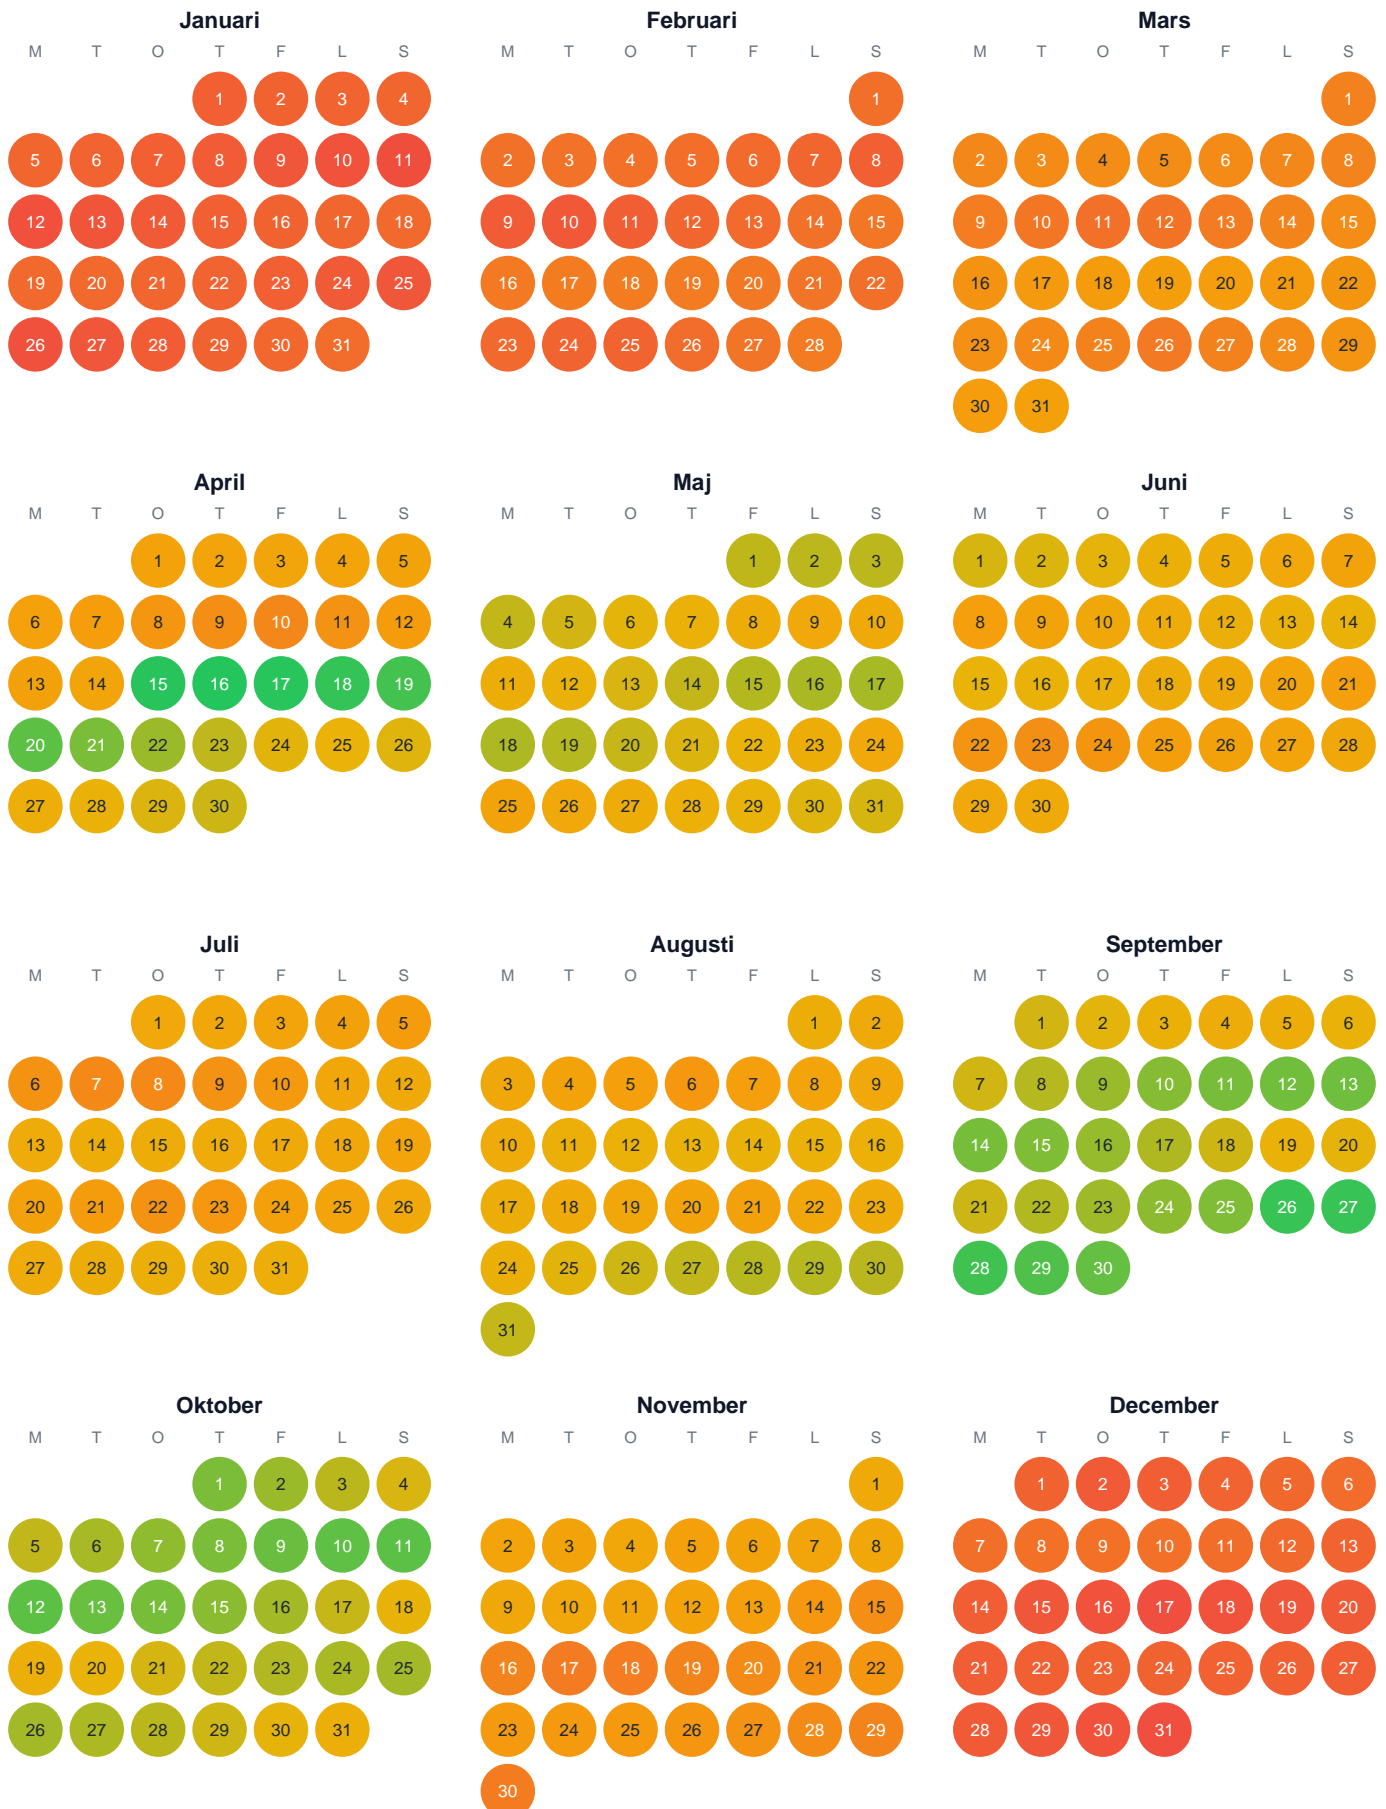 Januari Februari Mars
M T O T F L S M T O T F L S M T O T F L S
1 2 3 4 1 1
5 6 7 8 9 10 11 2 3 4 5 6 7 8 2 3 4 5 6 7 8
12 13 14 15 16 17 18 9 10 11 12 13 14 15 9 10 11 12 13 14 15
19 20 21 22 23 24 25 16 17 18 19 20 21 22 16 17 18 19 20 21 22
26 27 28 29 30 31 23 24 25 26 27 28 23 24 25 26 27 28 29
30 31
April Maj Juni
M T O T F L S M T O T F L S M T O T F L S
1 2 3 4 5 1 2 3 1 2 3 4 5 6 7
6 7 8 9 10 11 12 4 5 6 7 8 9 10 8 9 10 11 12 13 14
13 14 15 16 17 18 19 11 12 13 14 15 16 17 15 16 17 18 19 20 21
20 21 22 23 24 25 26 18 19 20 21 22 23 24 22 23 24 25 26 27 28
27 28 29 30 25 26 27 28 29 30 31 29 30
Juli Augusti September
M T O T F L S M T O T F L S M T O T F L S
1 2 3 4 5 1 2 1 2 3 4 5 6
6 7 8 9 10 11 12 3 4 5 6 7 8 9 7 8 9 10 11 12 13
13 14 15 16 17 18 19 10 11 12 13 14 15 16 14 15 16 17 18 19 20
20 21 22 23 24 25 26 17 18 19 20 21 22 23 21 22 23 24 25 26 27
27 28 29 30 31 24 25 26 27 28 29 30 28 29 30
31
Oktober November December
M T O T F L S M T O T F L S M T O T F L S
1 2 3 4 1 1 2 3 4 5 6
5 6 7 8 9 10 11 2 3 4 5 6 7 8 7 8 9 10 11 12 13
12 13 14 15 16 17 18 9 10 11 12 13 14 15 14 15 16 17 18 19 20
19 20 21 22 23 24 25 16 17 18 19 20 21 22 21 22 23 24 25 26 27
26 27 28 29 30 31 23 24 25 26 27 28 29 28 29 30 31
30